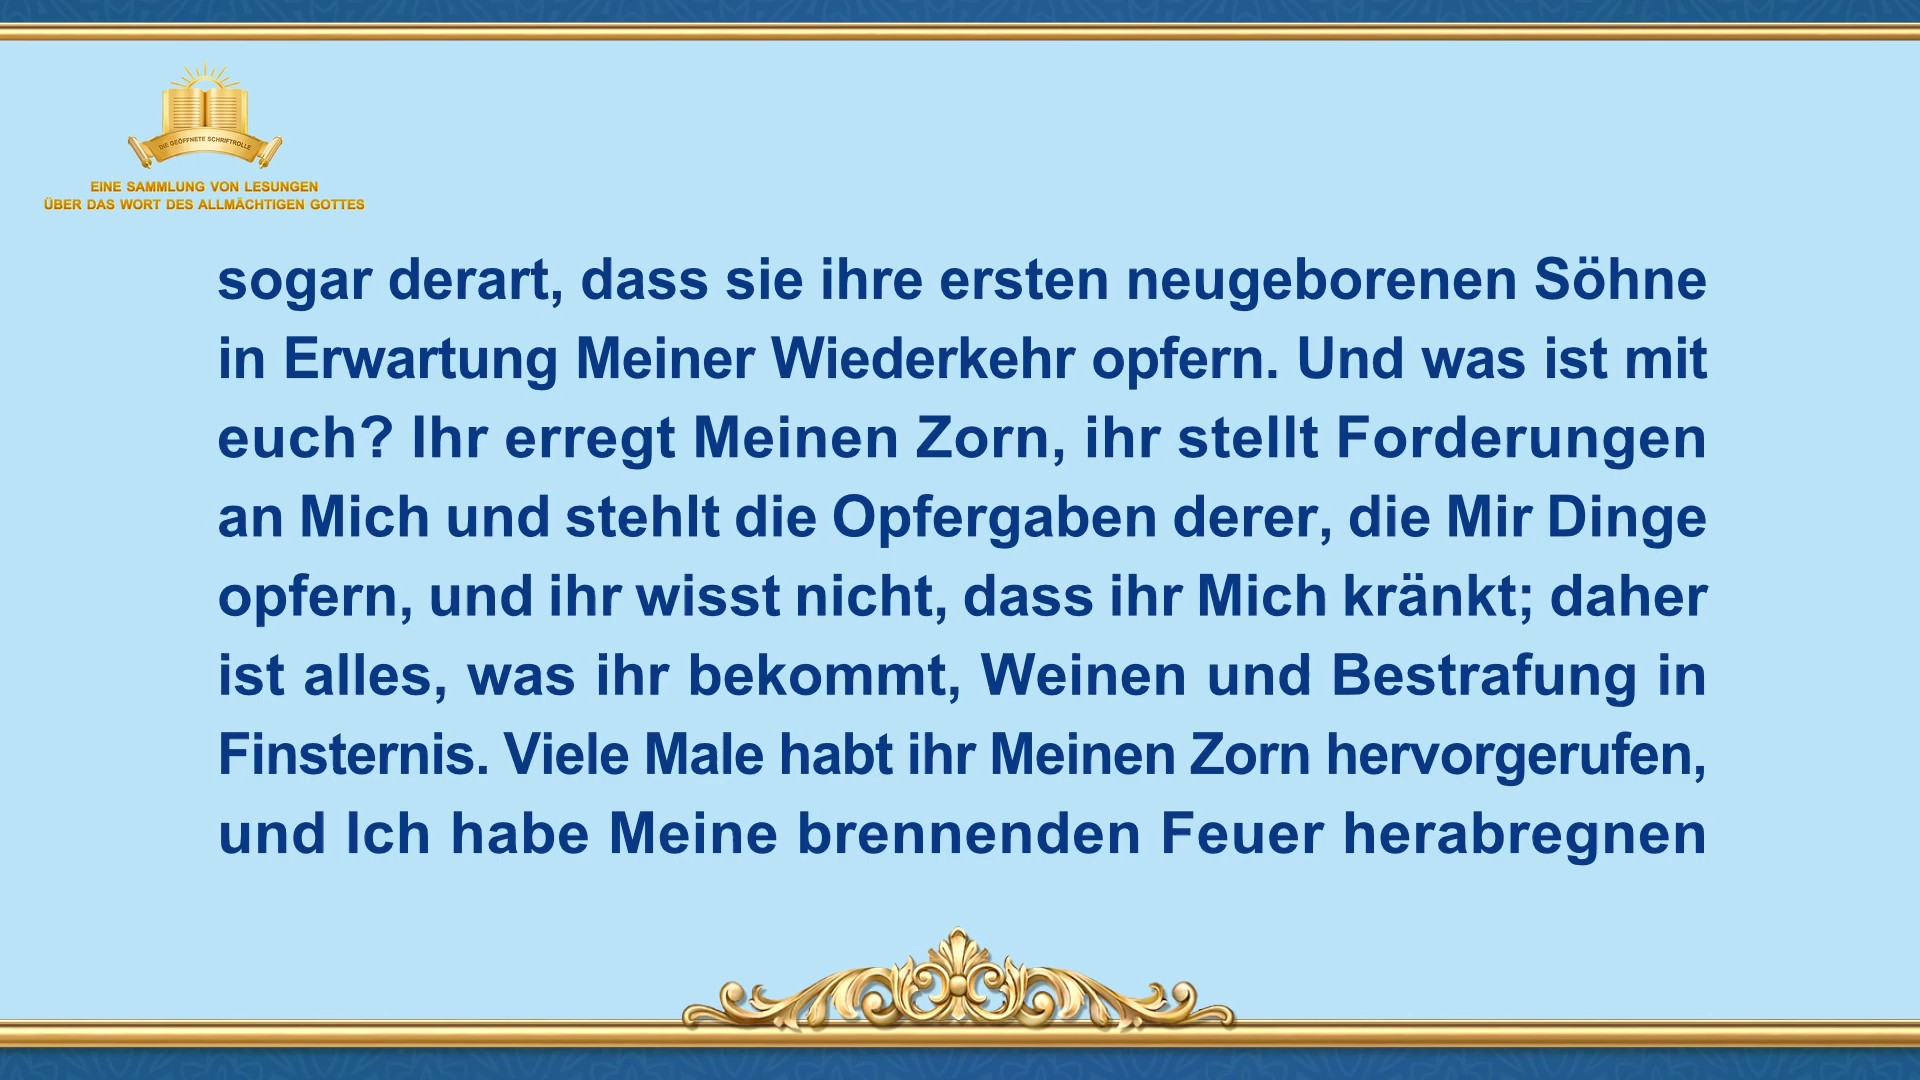 DIE GEÖFFNETE SCHRIFTROLLE
EINE SAMMLUNG VON LESUNGEN
ÜBER DAS WORT DES ALLMÄCHTIGEN GOTTES
sogar derart, dass sie ihre ersten neugeborenen Söhne
in Erwartung Meiner Wiederkehr opfern. Und was ist mit
euch? Ihr erregt Meinen Zorn, ihr stellt Forderungen
an Mich und stehlt die Opfergaben derer, die Mir Dinge
opfern, und ihr wisst nicht, dass ihr Mich kränkt; daher
ist alles, was ihr bekommt, Weinen und Bestrafung in
Finsternis. Viele Male habt ihr Meinen Zorn hervorgerufen,
und Ich habe Meine brennenden Feuer herabregnen